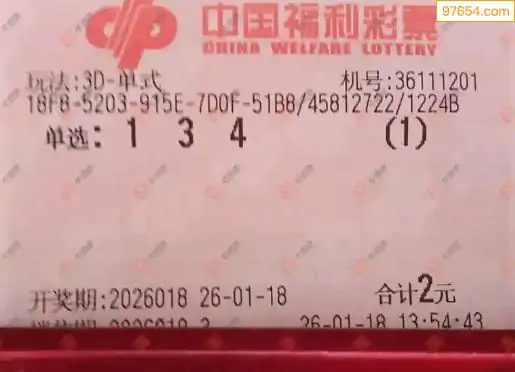 97654.com
中国福利彩票
CHINA WELFARE LOTTERY
玩法:3D-单式 机号:36111201
18F8-5203-915E-7D0F-51B8/45812722/1224B
单选: 1 3 4 (1)
开奖期:2026018 26-01-18 合计2元
26-01-18 13:54:43